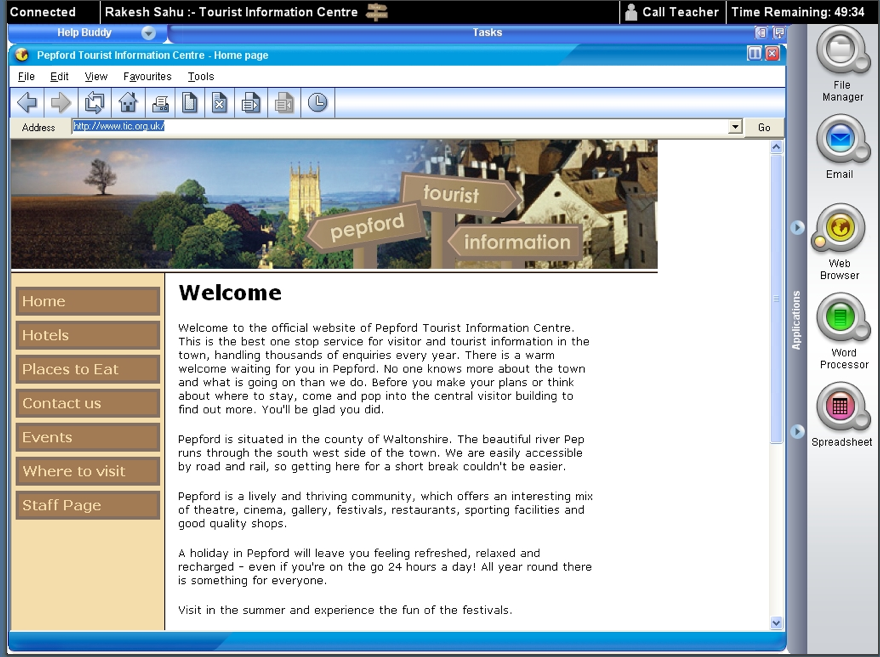 Connected
Rakesh Sahu :- Tourist Information Centre
Call Teacher
Time Remaining: 49:34
Help Buddy
Tasks
Pepford Tourist Information Centre - Home page
File Edit View Favourites Tools
Address
http://www.tic.org.uk/
Go
pepford
tourist
information
Home
Hotels
Places to Eat
Contact us
Events
Where to visit
Staff Page
Welcome
Welcome to the official website of Pepford Tourist Information Centre.
This is the best one stop service for visitor and tourist information in the
town, handling thousands of enquiries every year. There is a warm
welcome waiting for you in Pepford. No one knows more about the town
and what is going on than we do. Before you make your plans or think
about where to stay, come and pop into the central visitor building to
find out more. You'll be glad you did.
Pepford is situated in the county of Waltonshire. The beautiful river Pep
runs through the south west side of the town. We are easily accessible
by road and rail, so getting here for a short break couldn't be easier.
Pepford is a lively and thriving community, which offers an interesting mix
of theatre, cinema, gallery, festivals, restaurants, sporting facilities and
good quality shops.
A holiday in Pepford will leave you feeling refreshed, relaxed and
recharged - even if you're on the go 24 hours a day! All year round there
is something for everyone.
Visit in the summer and experience the fun of the festivals.
Applications
File
Manager
Email
Web
Browser
Word
Processor
Spreadsheet